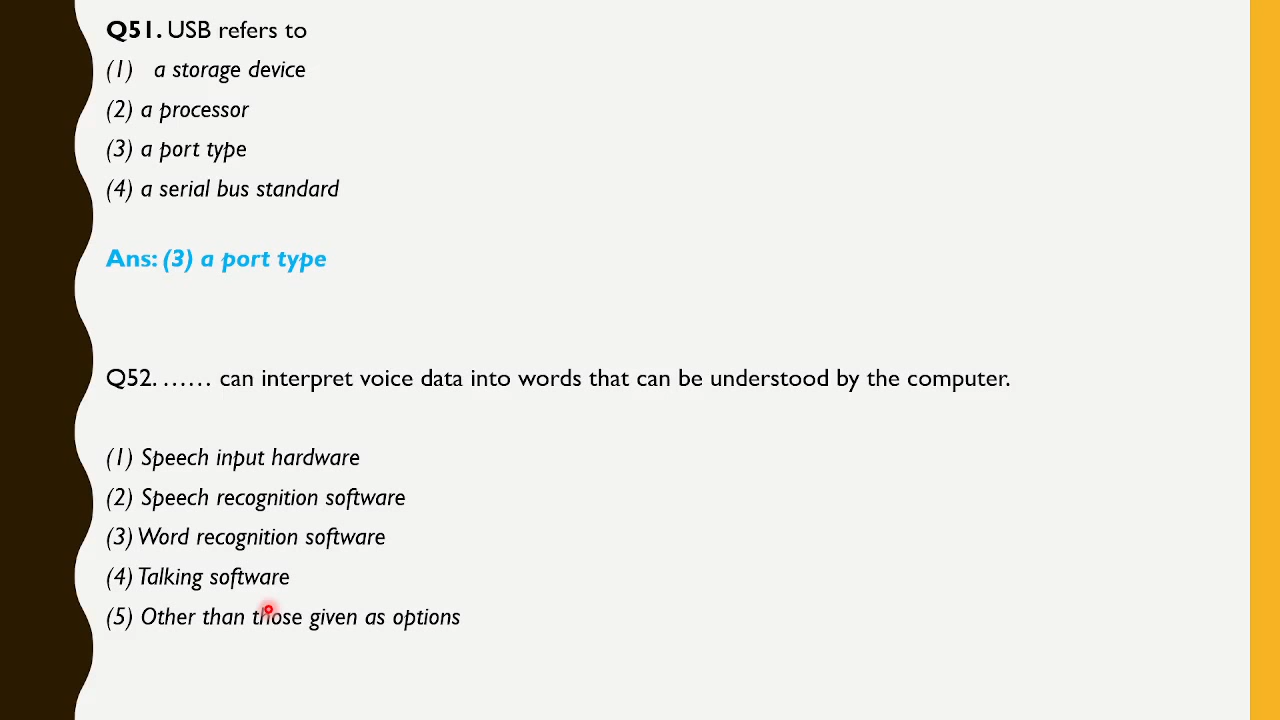 Q51. USB refers to
(1) a storage device
(2) a processor
(3) a port type
(4) a serial bus standard
Ans: (3) a port type
Q52. …… can interpret voice data into words that can be understood by the computer.
(1) Speech input hardware
(2) Speech recognition software
(3) Word recognition software
(4) Talking software
(5) Other than those given as options